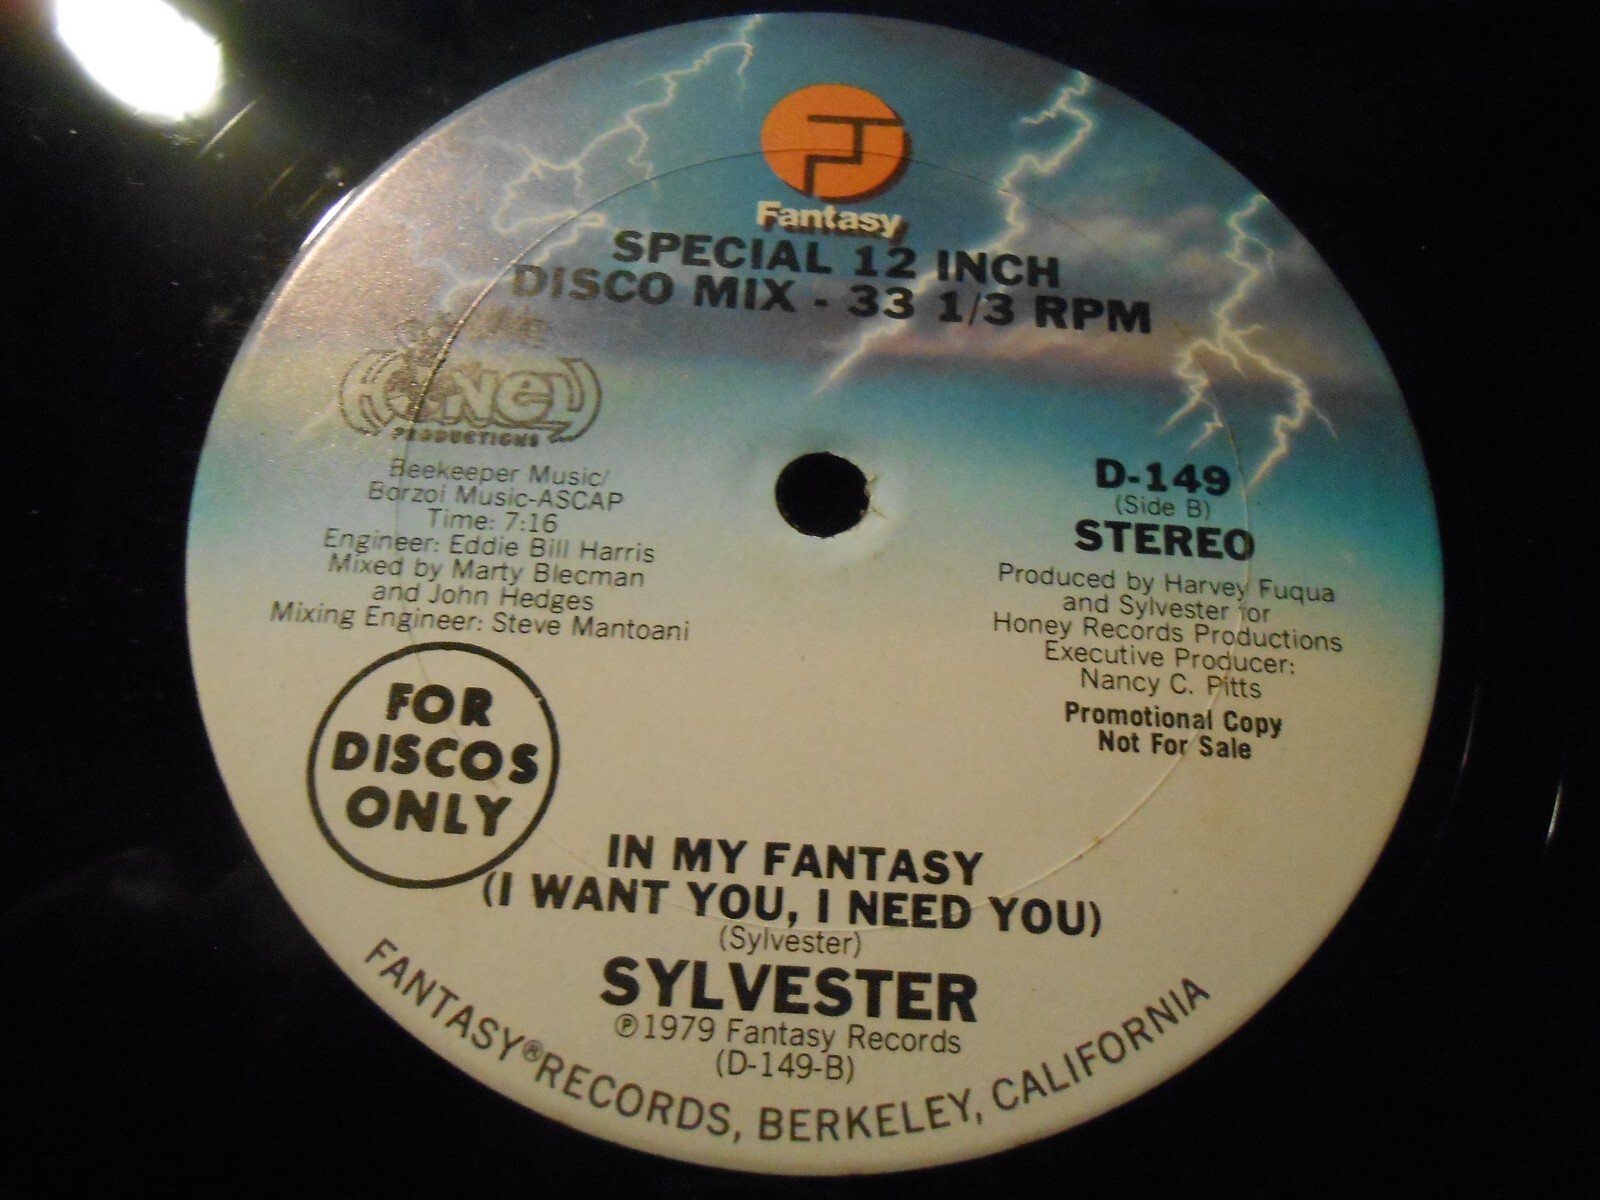 Fantasy
SPECIAL 12 INCH
DISCO MIX - 33 1/3 RPM
HONEY
PRODUCTIONS
Beekeeper Music/
Borzoi Music-ASCAP
Time: 7:16
Engineer: Eddie Bill Harris
Mixed by Marty Blecman
and John Hedges
Mixing Engineer: Steve Mantoani
D-149
(Side B)
STEREO
Produced by Harvey Fuqua
and Sylvester for
Honey Records Productions
Executive Producer:
Nancy C. Pitts
Promotional Copy
Not For Sale
FOR
DISCOS
ONLY
IN MY FANTASY
(I WANT YOU, I NEED YOU)
(Sylvester)
SYLVESTER
℗1979 Fantasy Records
(D-149-B)
FANTASY® RECORDS, BERKELEY, CALIFORNIA